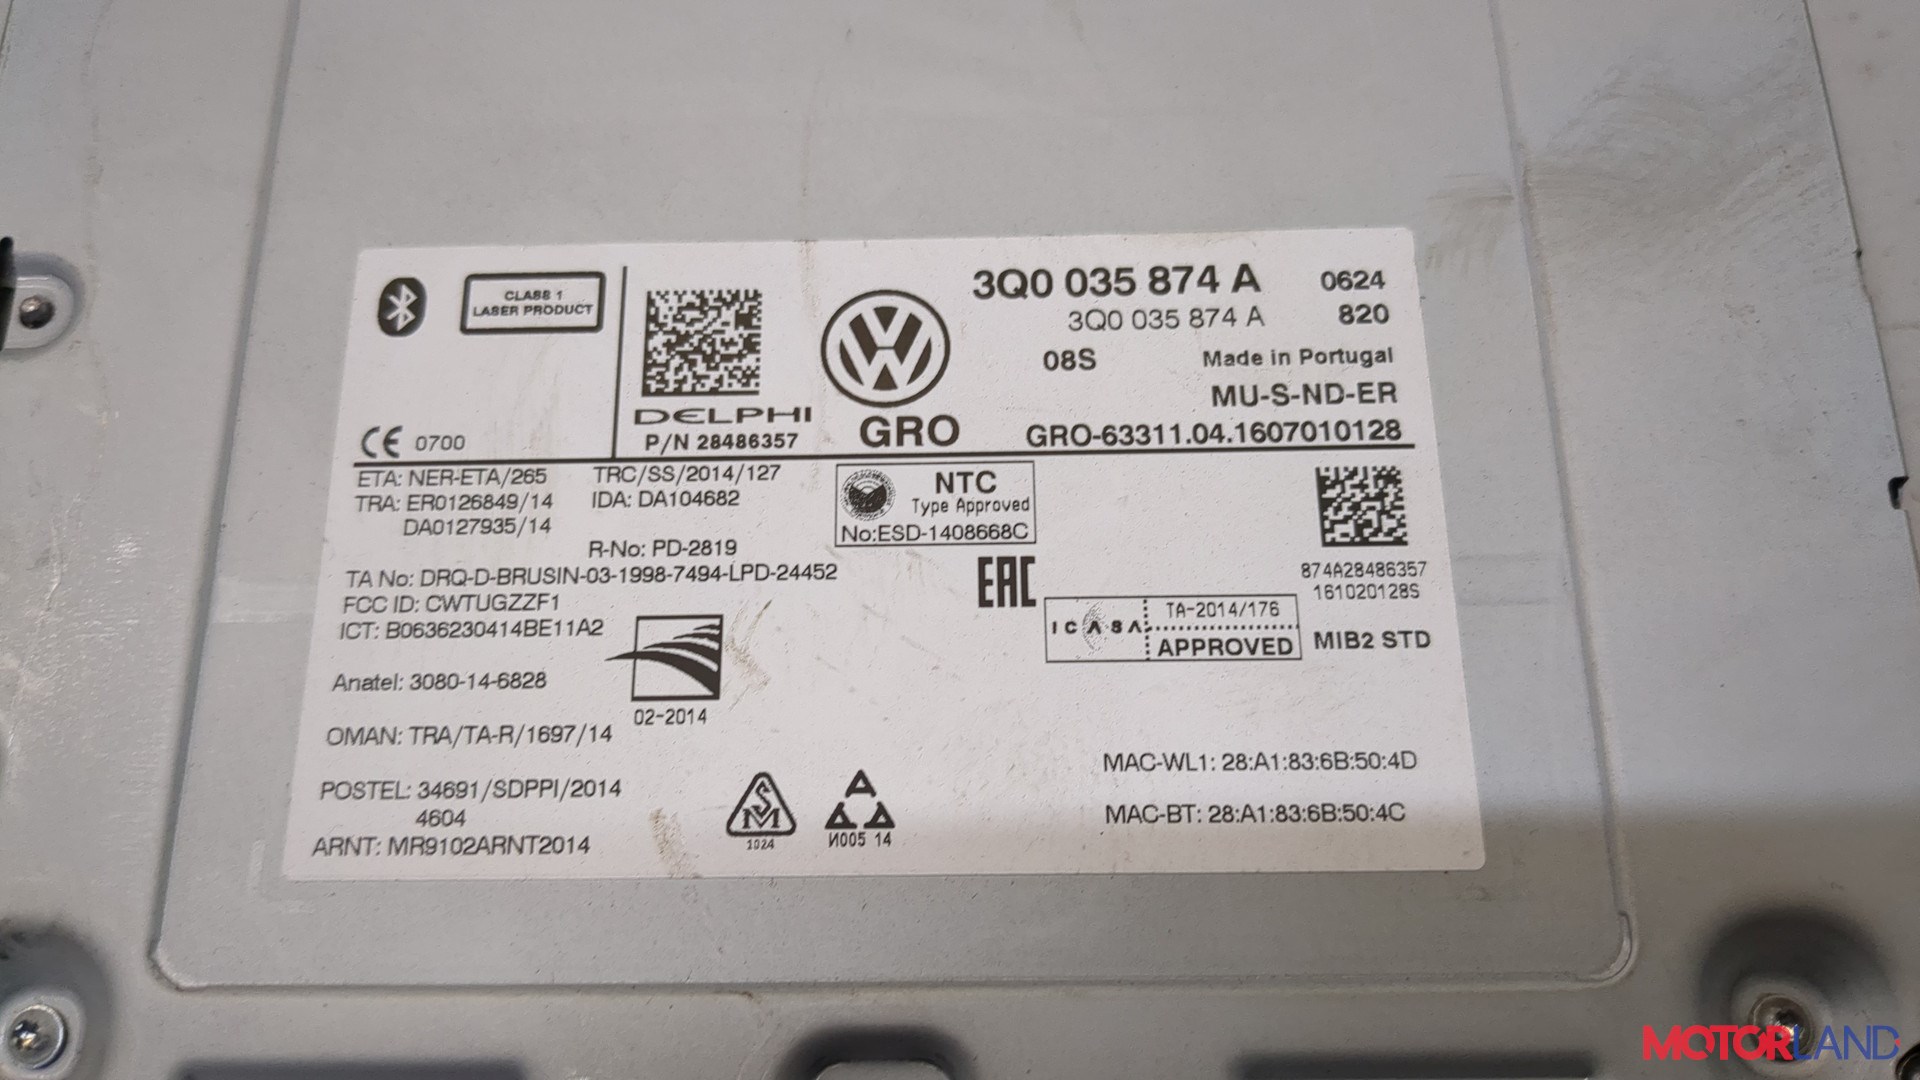 CLASS 1
LASER PRODUCT
DELPHI
P/N 28486357
GRO
3Q0 035 874 A 0624
3Q0 035 874 A 820
08S Made in Portugal
MU-S-ND-ER
GRO-63311.04.1607010128
CE 0700
ETA: NER-ETA/265 TRC/SS/2014/127
TRA: ER0126849/14 IDA: DA104682
DA0127935/14
R-No: PD-2819
TA No: DRQ-D-BRUSIN-03-1998-7494-LPD-24452
FCC ID: CWTUGZZF1
ICT: B0636230414BE11A2
Anatel: 3080-14-6828
02-2014
OMAN: TRA/TA-R/1697/14
POSTEL: 34691/SDPPI/2014
4604
ARNT: MR9102ARNT2014
NTC
Type Approved
No:ESD-1408668C
EAC
ICASA TA-2014/176
APPROVED
874A28486357
161020128S
MIB2 STD
SM
1024
AAA
И005 14
MAC-WL1: 28:A1:83:6B:50:4D
MAC-BT: 28:A1:83:6B:50:4C
MOTORLAND